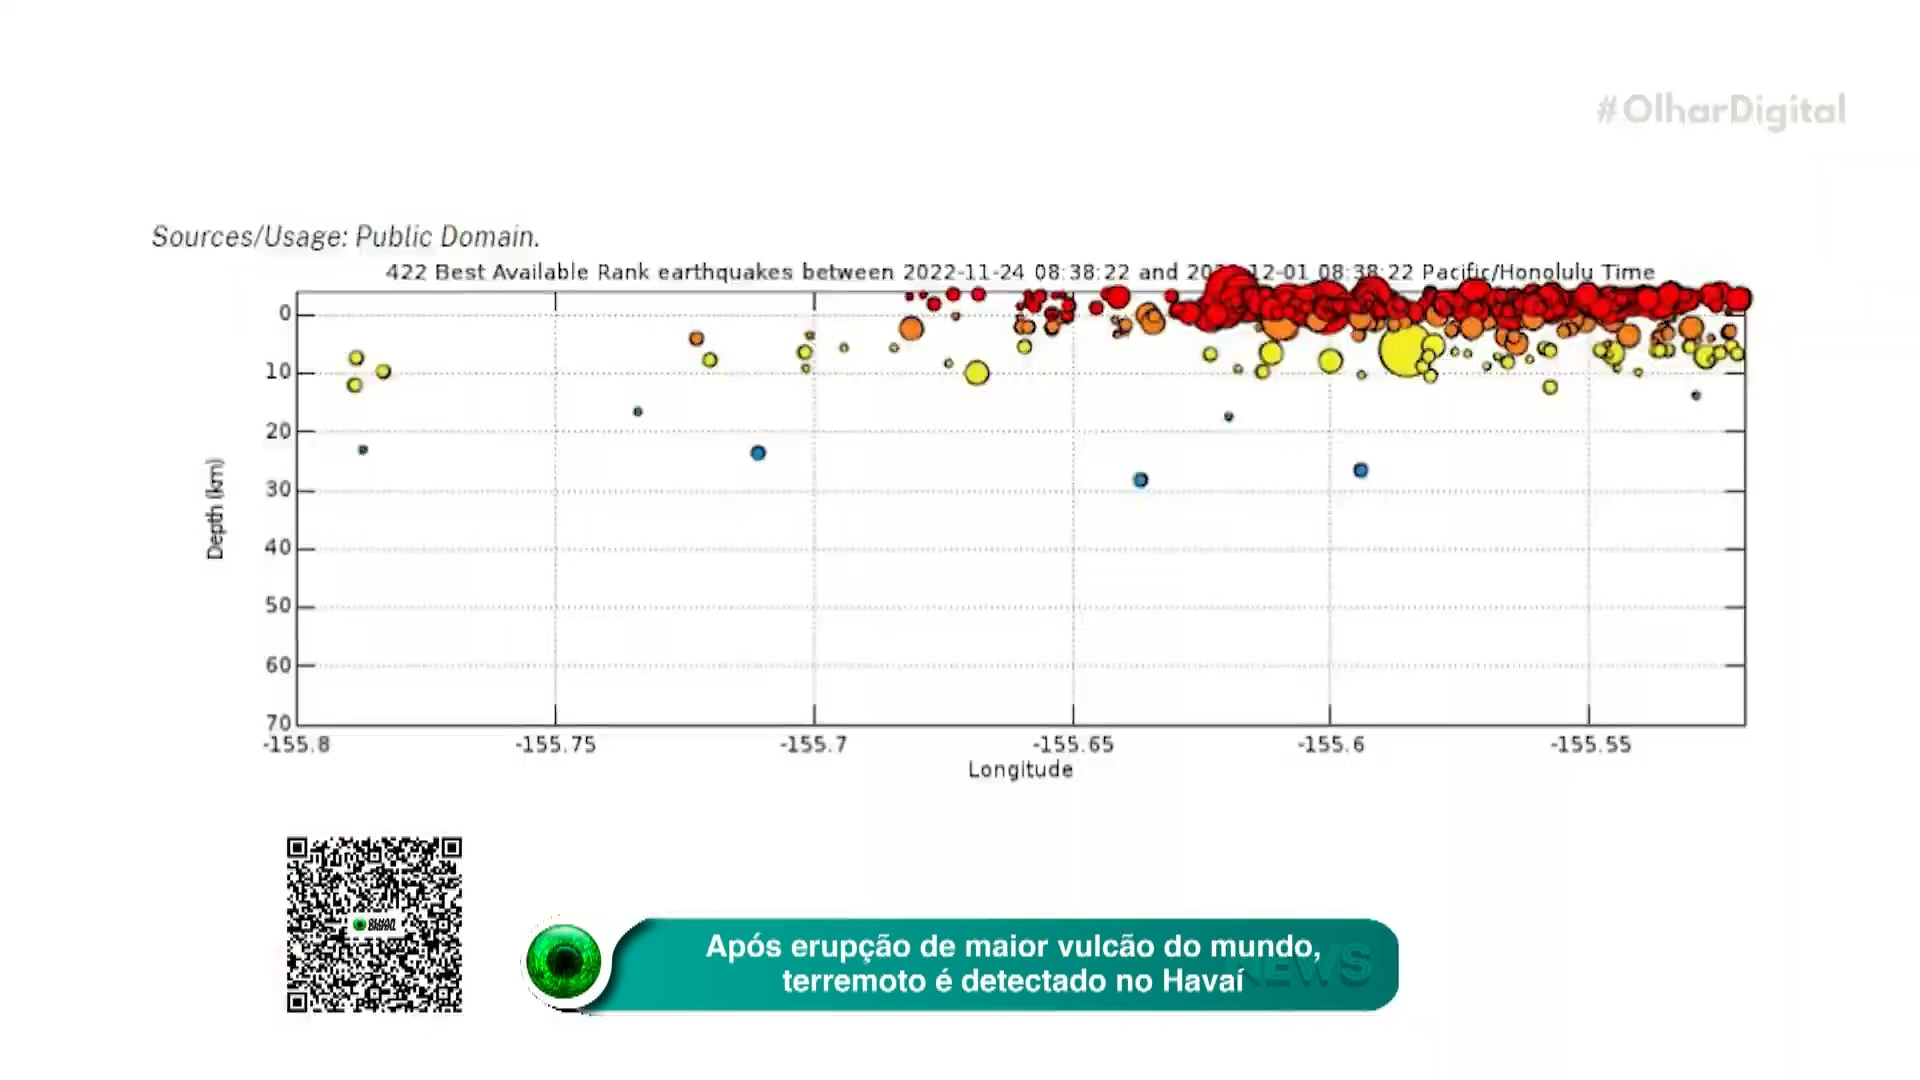 #OlharDigital
Sources/Usage: Public Domain.
422 Best Available Rank earthquakes between 2022-11-24 08:38:22 and 20 12-01 08:38:22 Pacific/Honolulu Time
0
10
20
30
40
50
60
70
Depth (km)
-155.8 -155.75 -155.7 -155.65 -155.6 -155.55
Longitude
Após erupção de maior vulcão do mundo,
terremoto é detectado no Havaí
NEWS